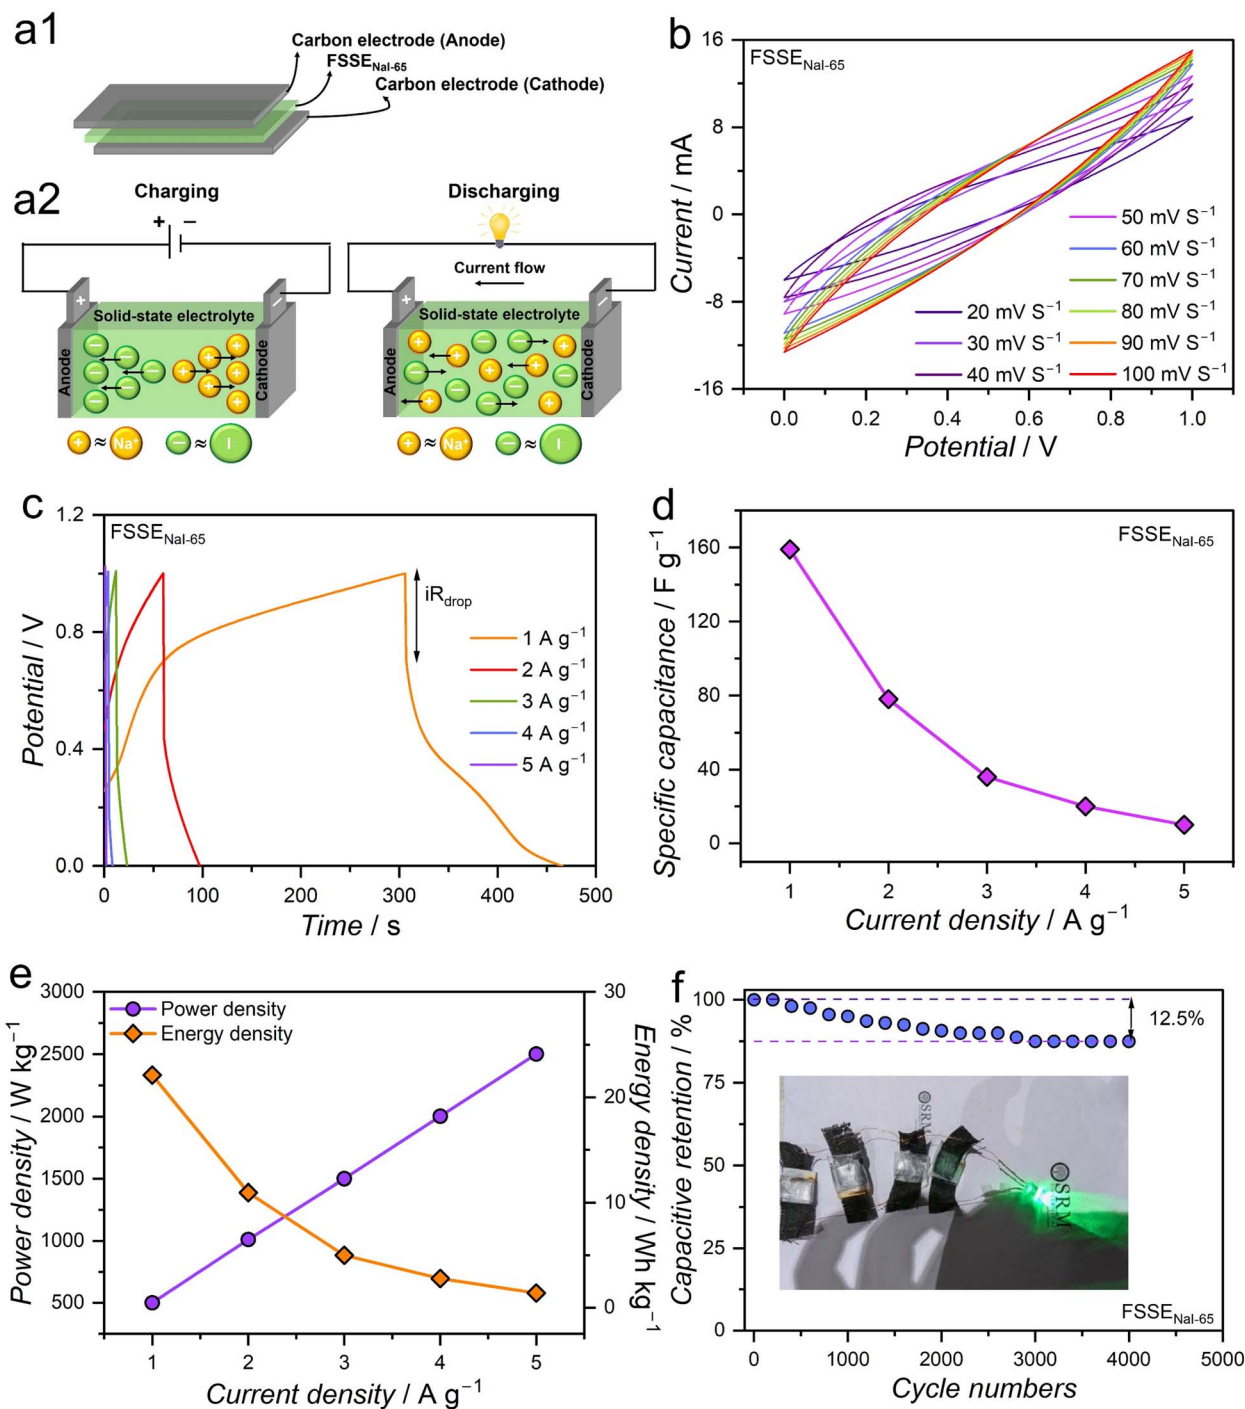 a1
Carbon electrode (Anode)
FSSE_NaI-65
Carbon electrode (Cathode)
a2
Charging
+ −
Discharging
Current flow
+ − + −
Solid-state electrolyte
Solid-state electrolyte
Anode
Cathode
Anode
Cathode
+ ≈ Na⁺ − ≈ I⁻
+ ≈ Na⁺ − ≈ I⁻
b
FSSE_NaI-65
16
8
0
-8
-16
Current / mA
20 mV S⁻¹
30 mV S⁻¹
40 mV S⁻¹
50 mV S⁻¹
60 mV S⁻¹
70 mV S⁻¹
80 mV S⁻¹
90 mV S⁻¹
100 mV S⁻¹
0.0 0.2 0.4 0.6 0.8 1.0
Potential / V
c
FSSE_NaI-65
1.2
0.8
0.4
0.0
Potential / V
iR_drop
1 A g⁻¹
2 A g⁻¹
3 A g⁻¹
4 A g⁻¹
5 A g⁻¹
0 100 200 300 400 500
Time / s
d
FSSE_NaI-65
160
120
80
40
0
Specific capacitance / F g⁻¹
1 2 3 4 5
Current density / A g⁻¹
e
Power density
Energy density
3000
2500
2000
1500
1000
500
Power density / W kg⁻¹
30
20
10
0
Energy density / Wh kg⁻¹
1 2 3 4 5
Current density / A g⁻¹
f
100
75
50
25
0
Capacitive retention / %
12.5%
SRM
SRM
FSSE_NaI-65
0 1000 2000 3000 4000 5000
Cycle numbers